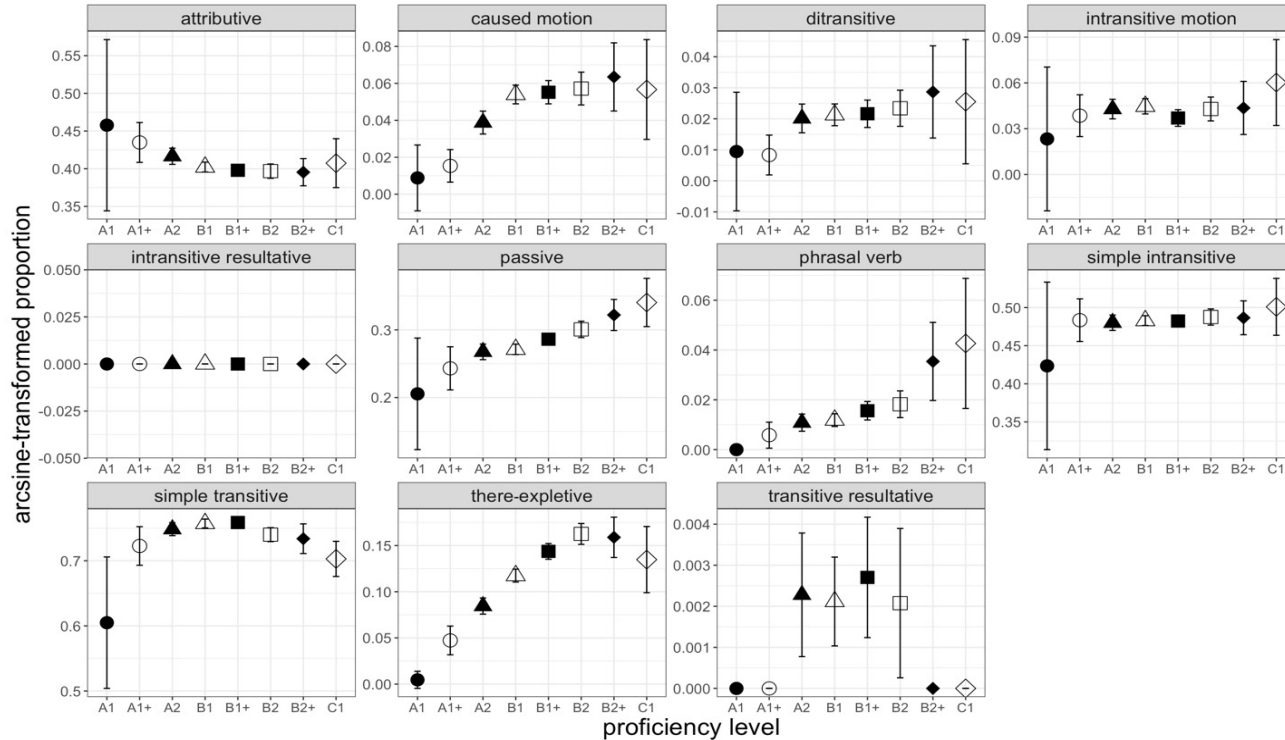 arcsine-transformed proportion
attributive
0.55
0.50
0.45
0.40
0.35
A1 A1+ A2 B1 B1+ B2 B2+ C1
caused motion
0.08
0.06
0.04
0.02
0.00
A1 A1+ A2 B1 B1+ B2 B2+ C1
ditransitive
0.04
0.03
0.02
0.01
0.00
-0.01
A1 A1+ A2 B1 B1+ B2 B2+ C1
intransitive motion
0.09
0.06
0.03
0.00
A1 A1+ A2 B1 B1+ B2 B2+ C1
intransitive resultative
0.050
0.025
0.000
-0.025
-0.050
A1 A1+ A2 B1 B1+ B2 B2+ C1
passive
0.3
0.2
A1 A1+ A2 B1 B1+ B2 B2+ C1
phrasal verb
0.06
0.04
0.02
0.00
A1 A1+ A2 B1 B1+ B2 B2+ C1
simple intransitive
0.50
0.45
0.40
0.35
A1 A1+ A2 B1 B1+ B2 B2+ C1
simple transitive
0.7
0.6
0.5
A1 A1+ A2 B1 B1+ B2 B2+ C1
there-expletive
0.15
0.10
0.05
0.00
A1 A1+ A2 B1 B1+ B2 B2+ C1
transitive resultative
0.004
0.003
0.002
0.001
0.000
A1 A1+ A2 B1 B1+ B2 B2+ C1
proficiency level